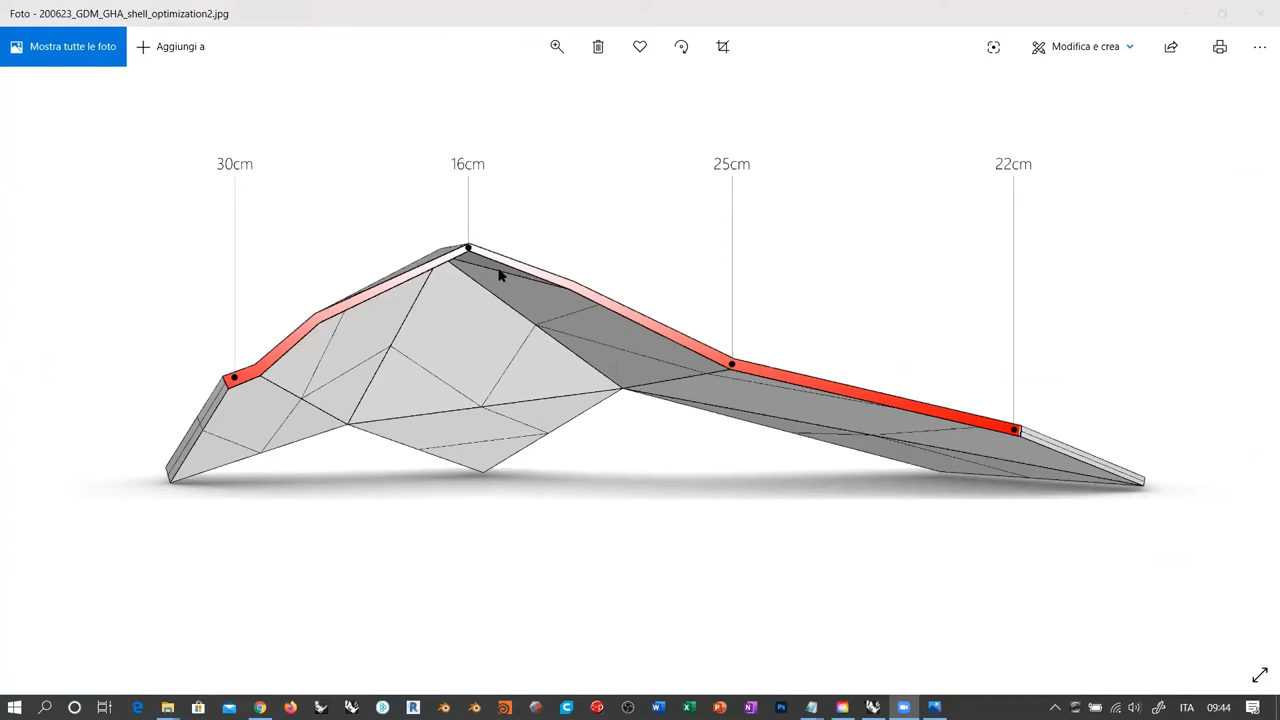 Foto - 200623_GDM_GHA_shell_optimization2.jpg
Mostra tutte le foto
Aggiungi a
Modifica e crea
30cm
16cm
25cm
22cm
ITA
09:44